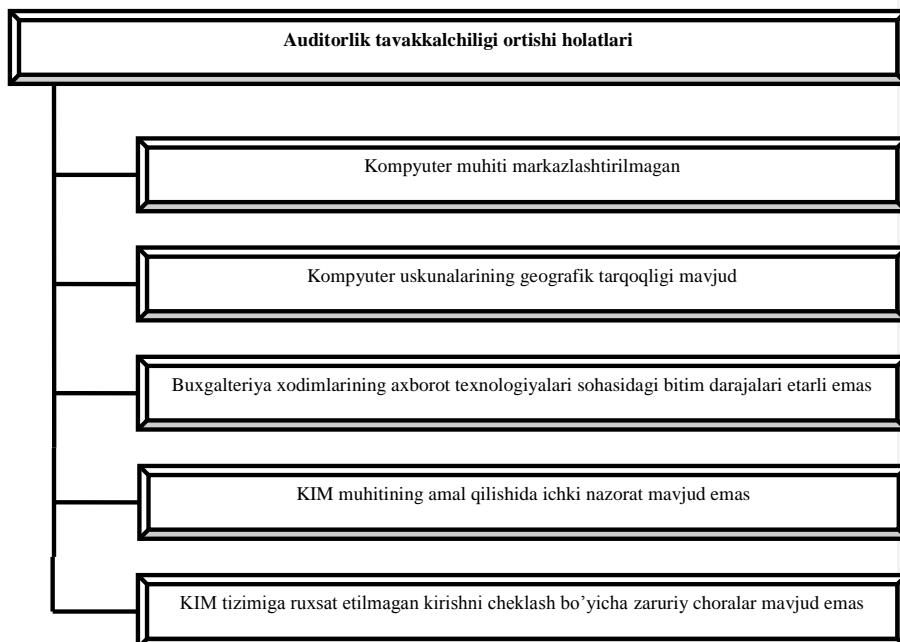 Auditorlik tavakkalchiligi ortishi holatlari
Kompyuter muhiti markazlashtirilmagan
Kompyuter uskunalarining geografik tarqoqligi mavjud
Buxgalteriya xodimlarining axborot texnologiyalari sohasidagi bitim darajalari etarli emas
KIM muhitining amal qilishida ichki nazorat mavjud emas
KIM tizimiga ruxsat etilmagan kirishni cheklash bo’yicha zaruriy choralar mavjud emas